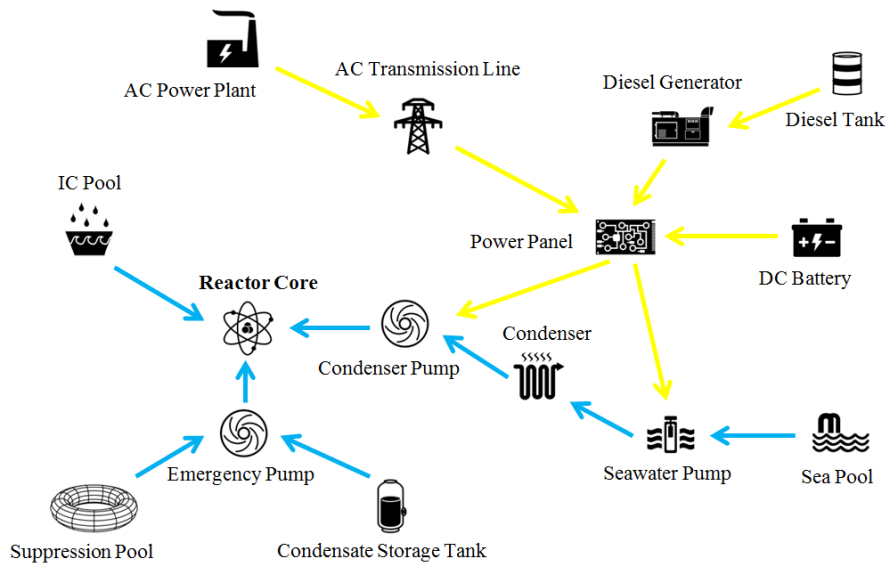 AC Transmission Line
Diesel Generator
AC Power Plant
Diesel Tank
IC Pool
Power Panel
Reactor Core
DC Battery
Condenser
Condenser Pump
Emergency Pump
Seawater Pump
Sea Pool
Suppression Pool
Condensate Storage Tank